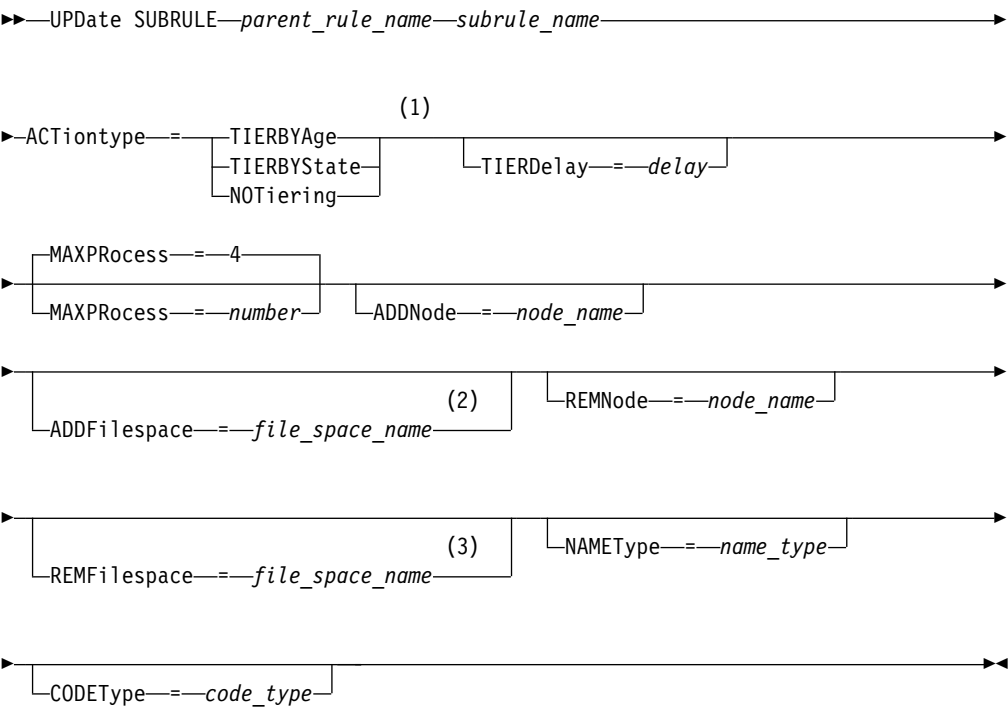 UPDate SUBRULE parent_rule_name subrule_name
(1)
ACTiontype = TIERBYAge
TIERBYState TIERDelay = delay
NOTiering
MAXPRocess = 4
MAXPRocess = number ADDNode = node_name
(2) REMNode = node_name
ADDFilespace = file_space_name
(3) NAMEType = name_type
REMFilespace = file_space_name
CODEType = code_type